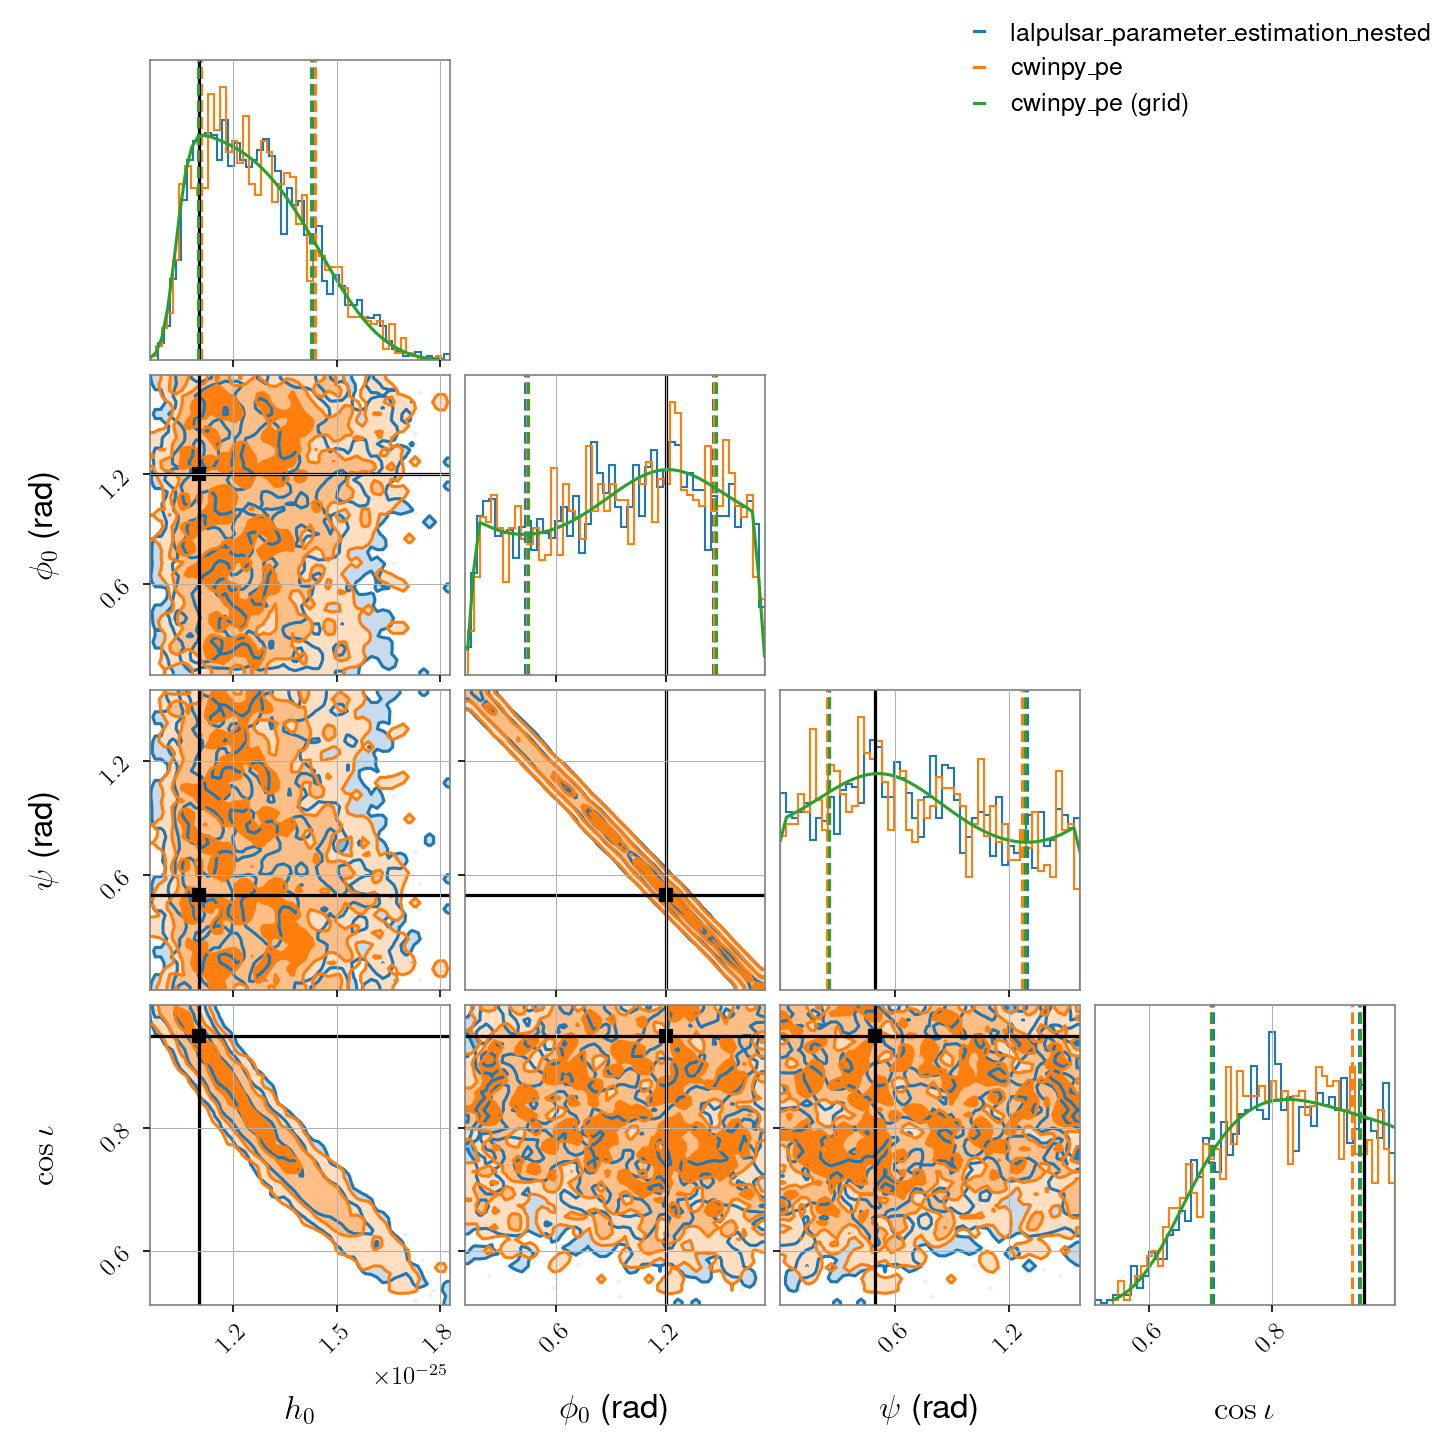 lalpulsar_parameter_estimation_nested
cwinpy_pe
cwinpy_pe (grid)
ϕ₀ (rad)
1.2
0.6
ψ (rad)
1.2
0.6
cos ι
0.8
0.6
1.2 1.5 1.8
×10⁻²⁵
h₀
0.6 1.2
ϕ₀ (rad)
0.6 1.2
ψ (rad)
0.6 0.8
cos ι